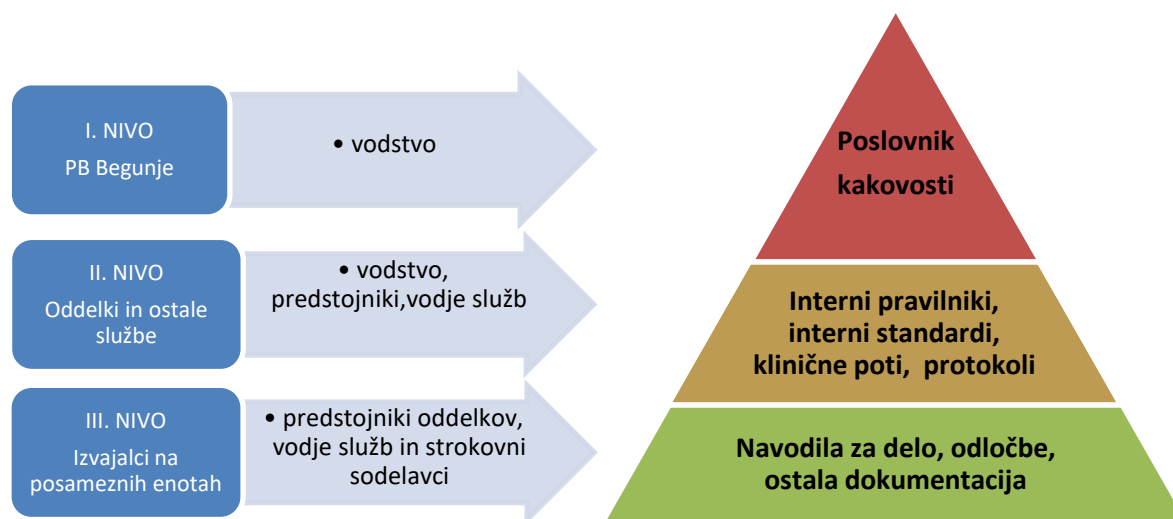 I. NIVO
PB Begunje
• vodstvo
Poslovnik
kakovosti
II. NIVO
Oddelki in ostale
službe
• vodstvo,
predstojniki,vodje služb
Interni pravilniki,
interni standardi,
klinične poti, protokoli
III. NIVO
Izvajalci na
posameznih enotah
• predstojniki oddelkov,
vodje služb in strokovni
sodelavci
Navodila za delo, odločbe,
ostala dokumentacija